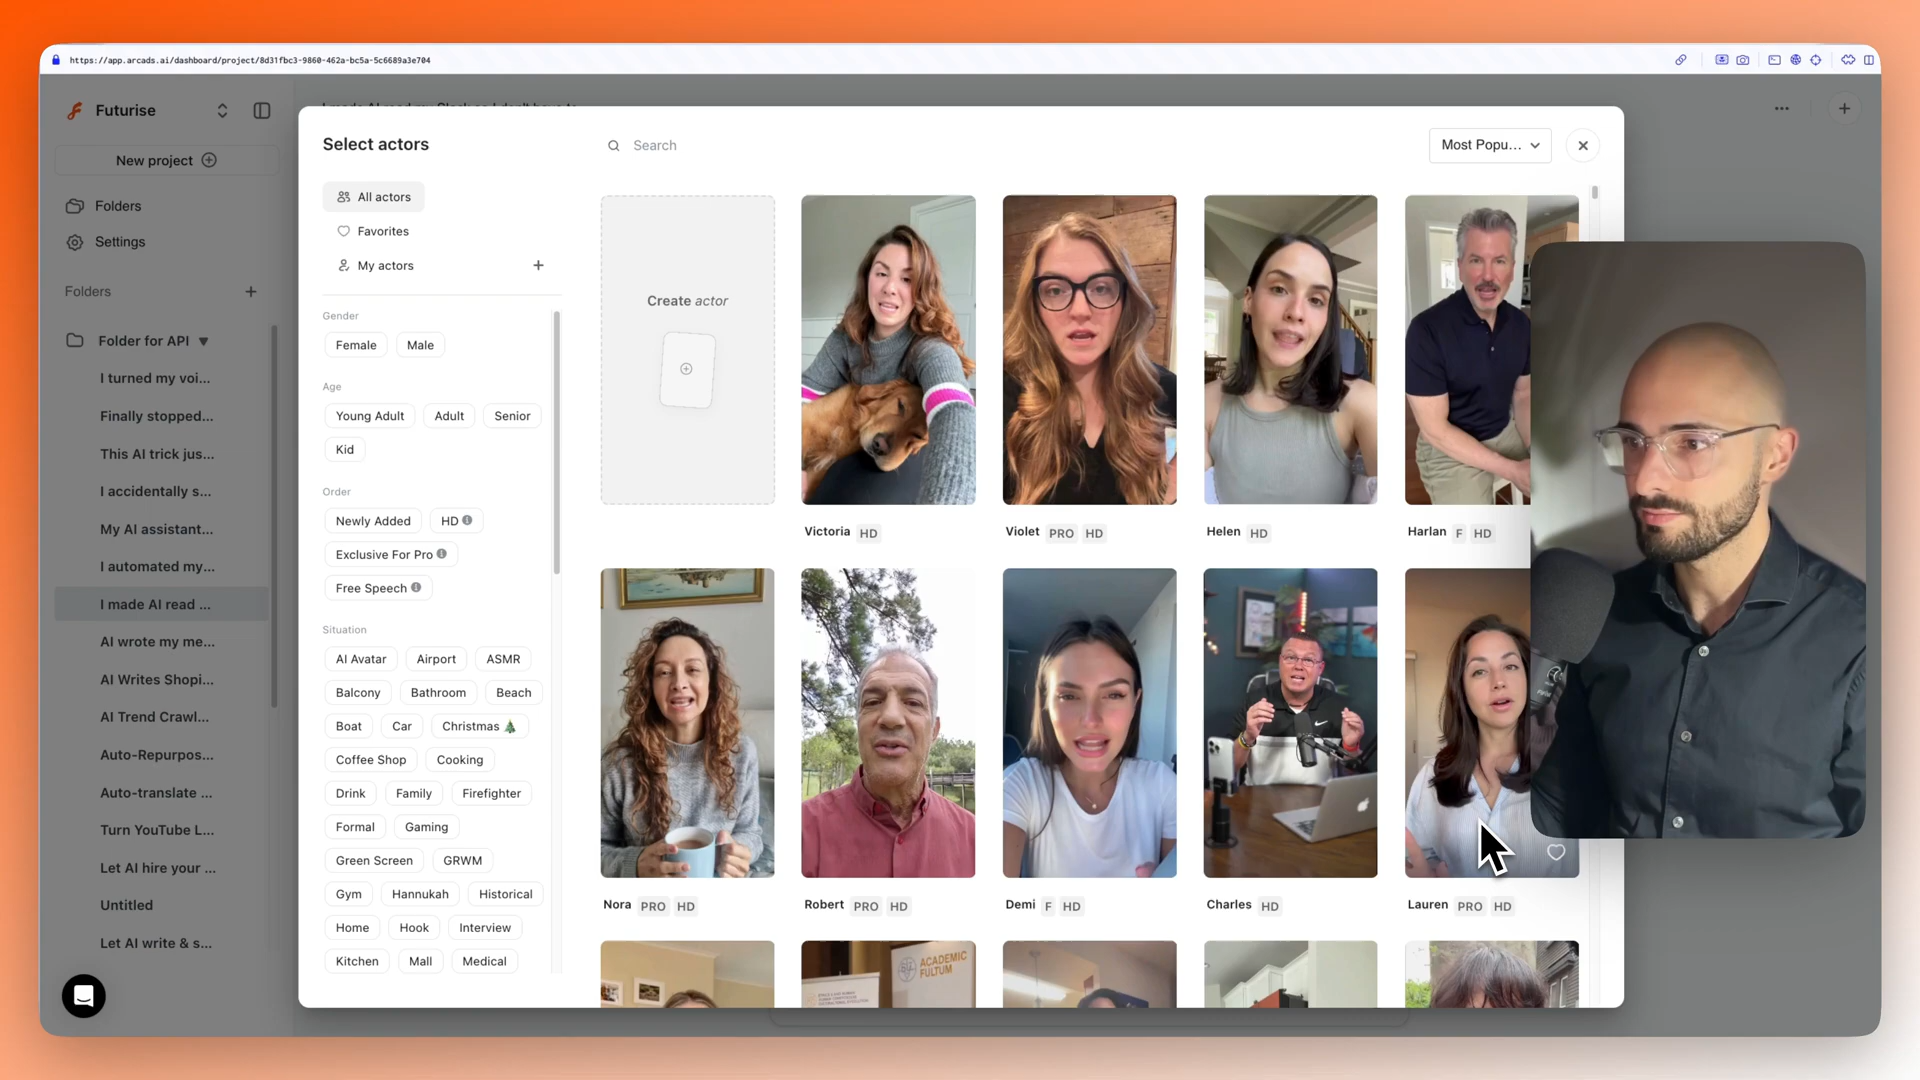 https://app.arcads.ai/dashboard/project/8d31fbc3-9860-462a-bc5a-5c6689a3e704
Futurise
New project
Folders
Settings
Folders
Folder for API
I turned my voi...
Finally stopped...
This AI trick jus...
I accidentally s...
My AI assistant...
I automated my...
I made AI read ...
AI wrote my me...
AI Writes Shopi...
AI Trend Crawl...
Auto-Repurpos...
Auto-translate ...
Turn YouTube L...
Let AI hire your ...
Untitled
Let AI write & s...
Select actors
Search
Most Popu...
All actors
Favorites
My actors
Gender
Female Male
Age
Young Adult Adult Senior
Kid
Order
Newly Added HD
Exclusive For Pro
Free Speech
Situation
AI Avatar Airport ASMR
Balcony Bathroom Beach
Boat Car Christmas 🎄
Coffee Shop Cooking
Drink Family Firefighter
Formal Gaming
Green Screen GRWM
Gym Hannukah Historical
Home Hook Interview
Kitchen Mall Medical
Create actor
Victoria HD
Violet PRO HD
Helen HD
Harlan F HD
Nora PRO HD
Robert PRO HD
Demi F HD
Charles HD
Lauren PRO HD
ACADEMIC
FULTUM